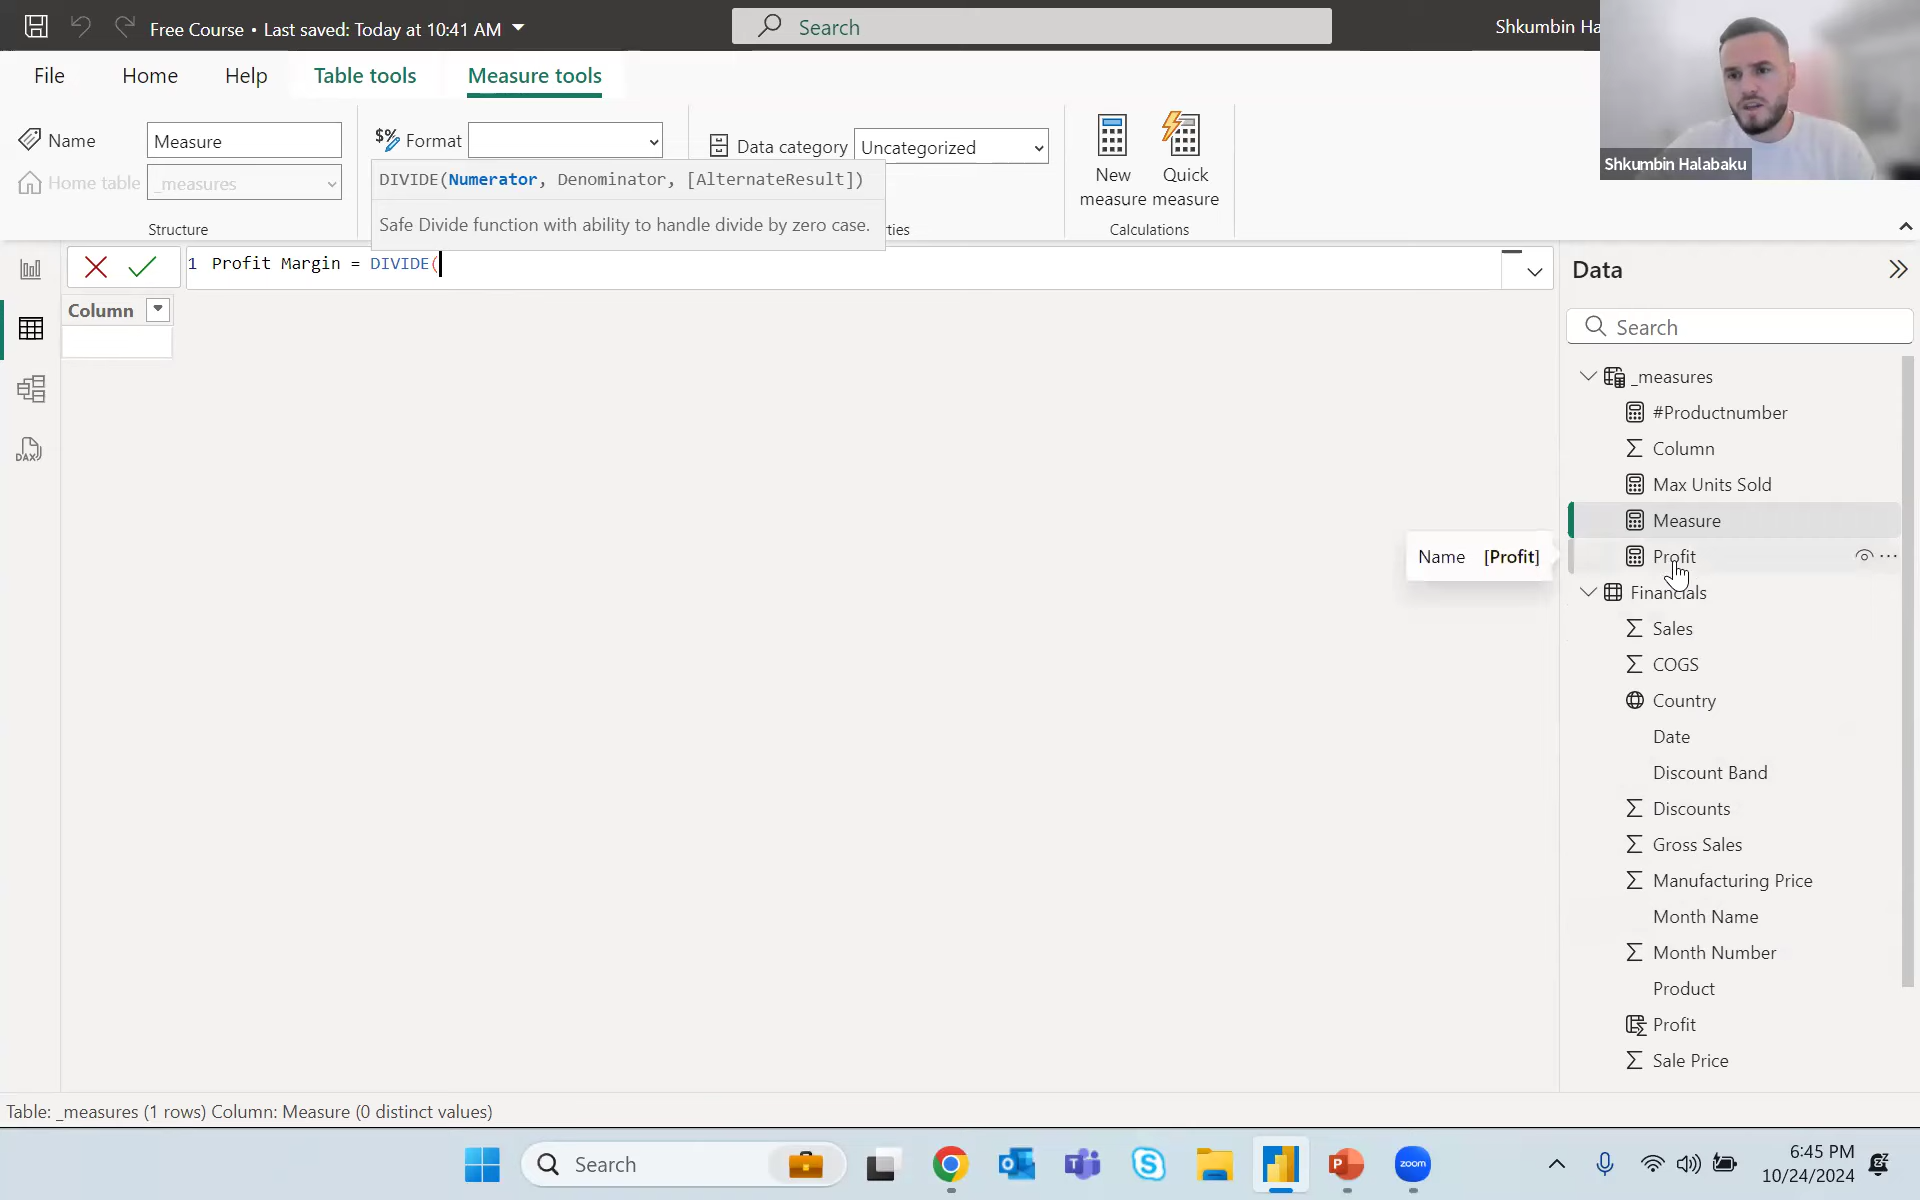 Free Course • Last saved: Today at 10:41 AM
Search
Shkumbin Ha
File
Home
Help
Table tools
Measure tools
Name
Measure
Home table
_measures
Structure
$%
Format
DIVIDE(Numerator, Denominator, [AlternateResult])
Safe Divide function with ability to handle divide by zero case.
Data category
Uncategorized
rties
New
measure
Quick
measure
Calculations
Shkumbin Halabaku
1 Profit Margin = DIVIDE(
Column
DAX
Name [Profit]
Data
Search
_measures
#Productnumber
Column
Max Units Sold
Measure
Profit
Financials
Sales
COGS
Country
Date
Discount Band
Discounts
Gross Sales
Manufacturing Price
Month Name
Month Number
Product
Profit
Sale Price
Table: _measures (1 rows) Column: Measure (0 distinct values)
Search
zoom
6:45 PM
10/24/2024